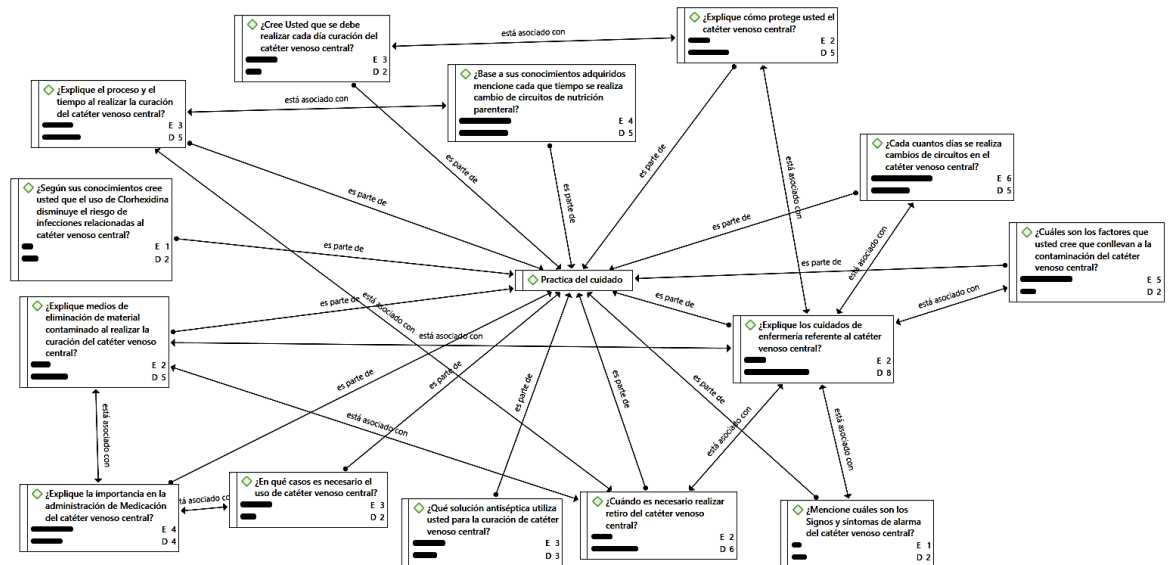 ¿Cree Usted que se debe
realizar cada día curación del
catéter venoso central?
E 3
D 2
está asociado con
¿Explique cómo protege usted el
catéter venoso central?
E 2
D 5
¿Explique el proceso y el
tiempo al realizar la curación
del catéter venoso central?
E 3
D 5
está asociado con
¿Base a sus conocimientos adquiridos
mencione cada que tiempo se realiza
cambio de circuitos de nutrición
parenteral?
E 4
D 5
¿Cada cuantos días se realiza
cambios de circuitos en el
catéter venoso central?
E 6
D 5
es parte de
es parte de
es parte de
está asociado con
¿Según sus conocimientos cree
usted que el uso de Clorhexidina
disminuye el riesgo de
infecciones relacionadas al
catéter venoso central?
E 1
D 2
es parte de
es parte de
es parte de
está asociado con
¿Cuáles son los factores que
usted cree que conllevan a la
contaminación del catéter
venoso central?
E 5
D 2
es parte de
es parte de
Practica del cuidado
está asociado con
¿Explique medios de
eliminación de material
contaminado al realizar la
curación del catéter venoso
central?
E 2
D 5
es parte de
está asociado con
es parte de
está asociado con
¿Explique los cuidados de
enfermería referente al catéter
venoso central?
E 2
D 8
es parte de
es parte de
es parte de
es parte de
es parte de
está asociado con
está asociado con
está asociado con
está asociado con
¿Explique la importancia en la
administración de Medicación
del catéter venoso central?
E 4
D 4
está asociado con
¿En qué casos es necesario el
uso de catéter venoso central?
E 3
D 2
¿Qué solución antiséptica utiliza
usted para la curación de catéter
venoso central?
E 3
D 3
¿Cuándo es necesario realizar
retiro del catéter venoso
central?
E 2
D 6
¿Mencione cuáles son los
Signos y síntomas de alarma
del catéter venoso central?
E 1
D 2